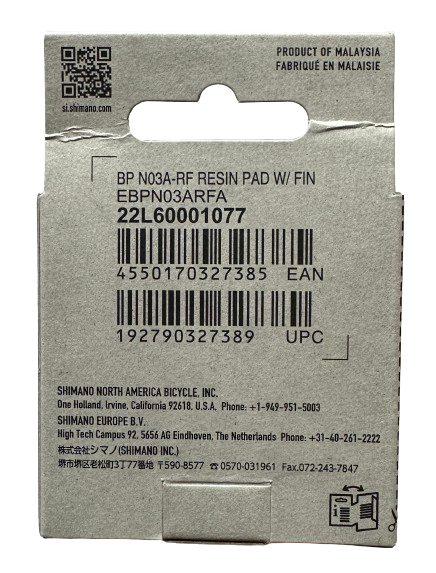 PRODUCT OF MALAYSIA
FABRIQUÉ EN MALAISIE
si.shimano.com
BP N03A-RF RESIN PAD W/ FIN
EBPN03ARFA
22L60001077
4550170327385 EAN
192790327389 UPC
SHIMANO NORTH AMERICA BICYCLE, INC.
One Holland, Irvine, California 92618, U.S.A. Phone: +1-949-951-5003
SHIMANO EUROPE B.V.
High Tech Campus 92, 5656 AG Eindhoven, The Netherlands Phone: +31-40-261-2222
株式会社シマノ(SHIMANO INC.)
堺市堺区老松町3丁77番地 〒590-8577 ☎0570-031961 Fax.072-243-7847